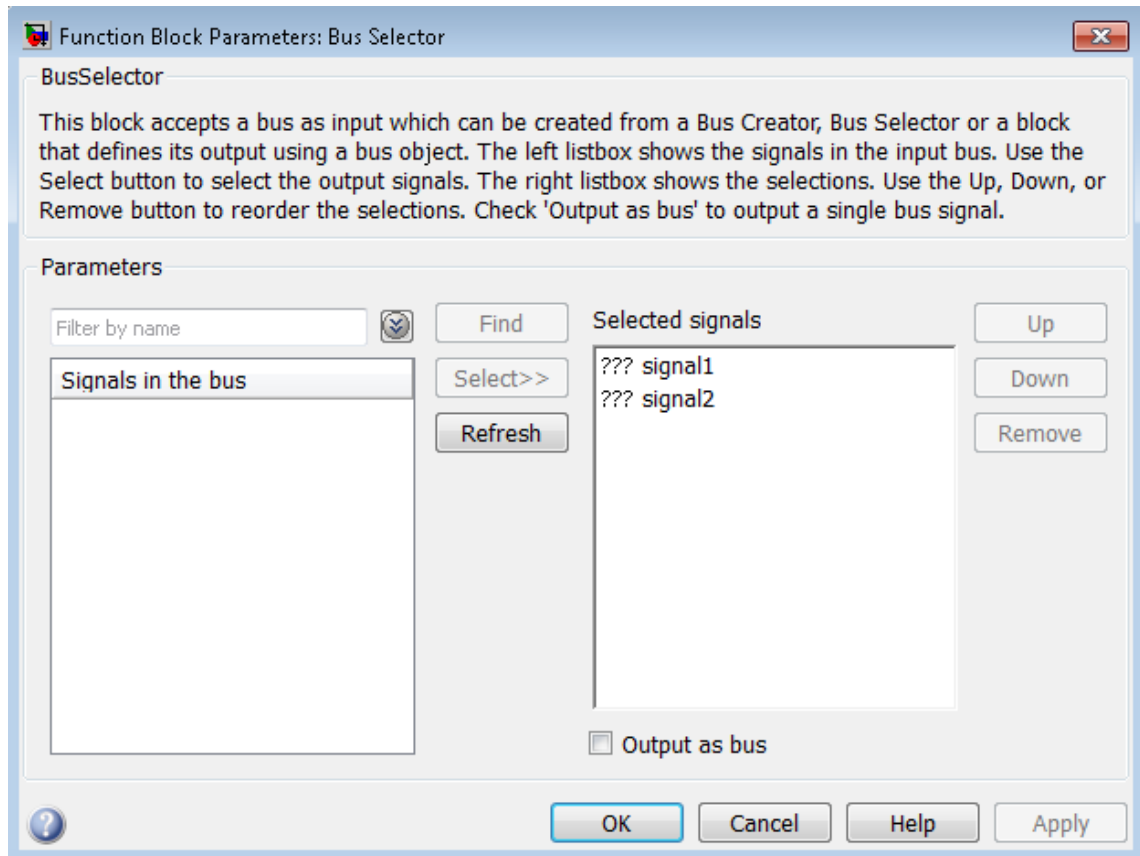 Function Block Parameters: Bus Selector
BusSelector
This block accepts a bus as input which can be created from a Bus Creator, Bus Selector or a block
that defines its output using a bus object. The left listbox shows the signals in the input bus. Use the
Select button to select the output signals. The right listbox shows the selections. Use the Up, Down, or
Remove button to reorder the selections. Check 'Output as bus' to output a single bus signal.
Parameters
Filter by name
Find
Selected signals
Up
Signals in the bus
Select>>
??? signal1
Down
??? signal2
Refresh
Remove
Output as bus
OK
Cancel
Help
Apply